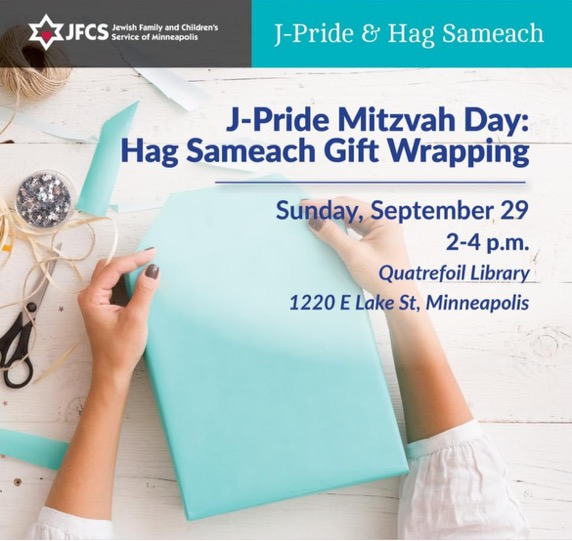 JFCS Jewish Family and Children's
Service of Minneapolis
J-Pride & Hag Sameach
J-Pride Mitzvah Day:
Hag Sameach Gift Wrapping
Sunday, September 29
2-4 p.m.
Quatrefoil Library
1220 E Lake St, Minneapolis